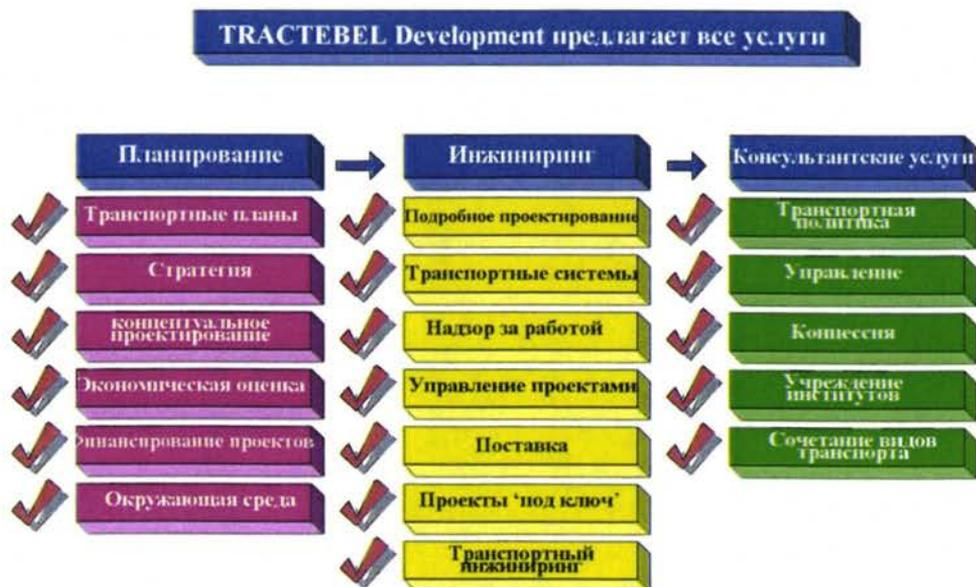 TRACTEBEL Development предлагает все услуги
Планирование
Транспортные планы
Стратегия
концептуальное
проектирование
Экономическая оценка
Финансирование проектов
Окружающая среда
Инжиниринг
Подробное проектирование
Транспортные системы
Надзор за работой
Управление проектами
Поставка
Проекты ‘под ключ’
Транспортный
инжиниринг
Консультантские услуги
Транспортная
политика
Управление
Концессия
Учреждение
институтов
Сочетание видов
транспорта